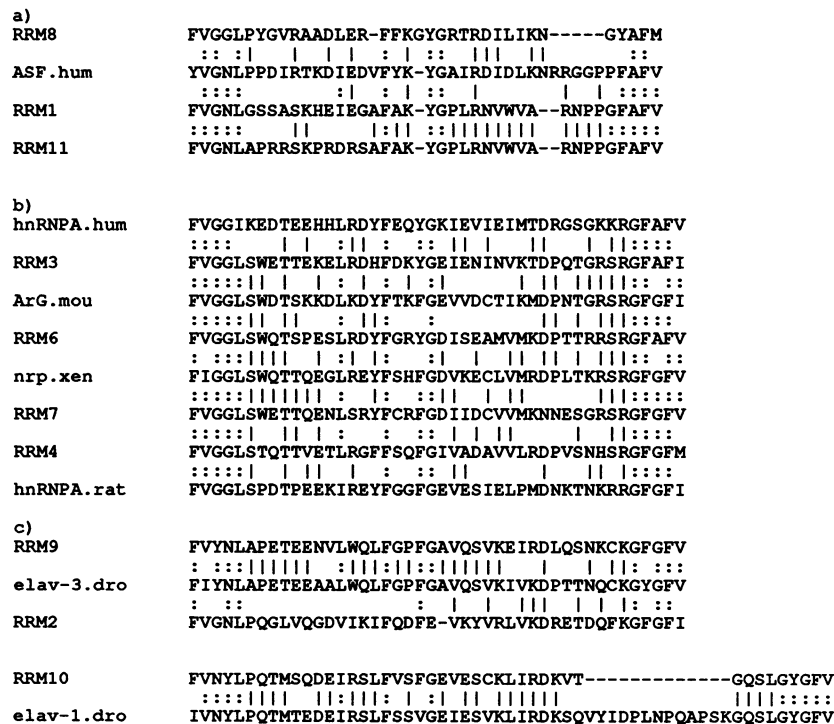 a)
RRM8 FVGGLPYGVRAADLER-FFKGYGRTRDILIKN-----GYAFM
:: : | | | | : | :: ||| | ::
ASF.hum YVGNLPPDIRTKDIEDVFYK-YGAIRDIDLKNRRGGPPFAFV
:::: :| : | :: | | | ::::
RRM1 FVGNLGSSASKHEIEGAFAK-YGPLRNVWVA--RNPPGFAFV
::::: || |:|| :: |||||||| |||| :::::
RRM11 FVGNLAPRRSKPRDRSAFAK-YGPLRNVWVA--RNPPGFAFV
b)
hnRNPA.hum FVGGIKEDTEEHHLRDYFEQYGKIEVIEIMTDRGSGKKRGFAFV
:::: | | :|| : :: || | || | ||::::
RRM3 FVGGLSWETTEKELRDHFDKYGEIENINVKTDPQTGRSRGFAFI
:::::|| | | :| : :: | || |||||:: ::
ArG.mou FVGGLSWDTSKKDLKDYFTKFGEVVDCTIKMDPNTGRSRGFGFI
:::::|| || : |:| : || | |||:: ::
RRM6 FVGGLSWQTSPESLRDYFGRYGDISEAMVMKDPTTRRRSRGFAFV
: :::|||| | :| |: :| | || || | |||: ::
nrp.xen FIGGLSWQTTQEGLREYFSHFGDVKECLVMRDPLTKRSRGFGFV
: :::||||||| : |: ::| | || | |||::::
RRM7 FVGGLSWETTQENLSRYFCRFGDIIDCVVMKNNESGRSRGFGFV
:::::| || | : : ::| | || | |||::::
RRM4 FVGGLSTQTTVETLRGFFSQFGIVADAVVLRDPVSNHSRGFGFM
:::::| | | | : :: | | || ::::
hnRNPA.rat FVGGLSPDTPEEKIREYFGGFGEVESIELPMDNKTNKRRGFGFI
c)
RRM9 FVYNLAPETEENVLWQLFGPFGAVQSVKEIRDLQSNKCKGFGFV
: :::|||||| :|||:||::|||||||| | | ||: ::
elav-3.dro FIYNLAPETEEAALWQLFGPFGAVQSVKIVKDPTTNQCKGYGFV
: :: : | | ||| | ||: ::
RRM2 FVGNLPQGLVQGDVIKIFQDFE-VKYVRLVKDRETDQFKGFGFI
RRM10 FVNYLPQTMSQDEIRSLFVSFGEVESCKLIRDKVT-------------GQSLGYGFV
::::|||| ||:||: |:| || ||||||| ||||:::::
elav-1.dro IVNYLPQTMTEDEIRSLFSSVGEIESVKLIRDKSQVYIDPLNPQAPSKGQSLGYGFV